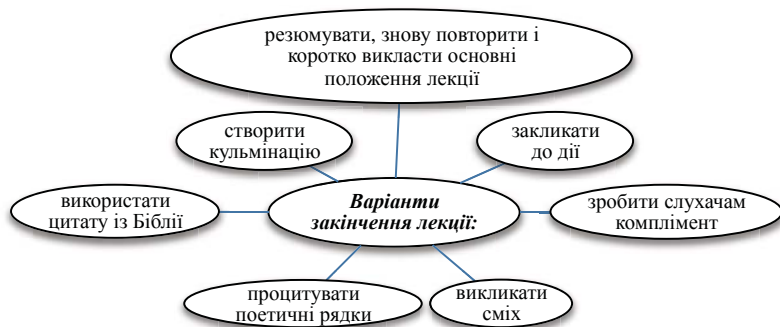 резюмувати, знову повторити і
коротко викласти основні
положення лекції
створити
кульмінацію
закликати
до дії
використати
цитату із Біблії
Варіанти
закінчення лекції:
зробити слухачам
комплімент
процитувати
поетичні рядки
викликати
сміх